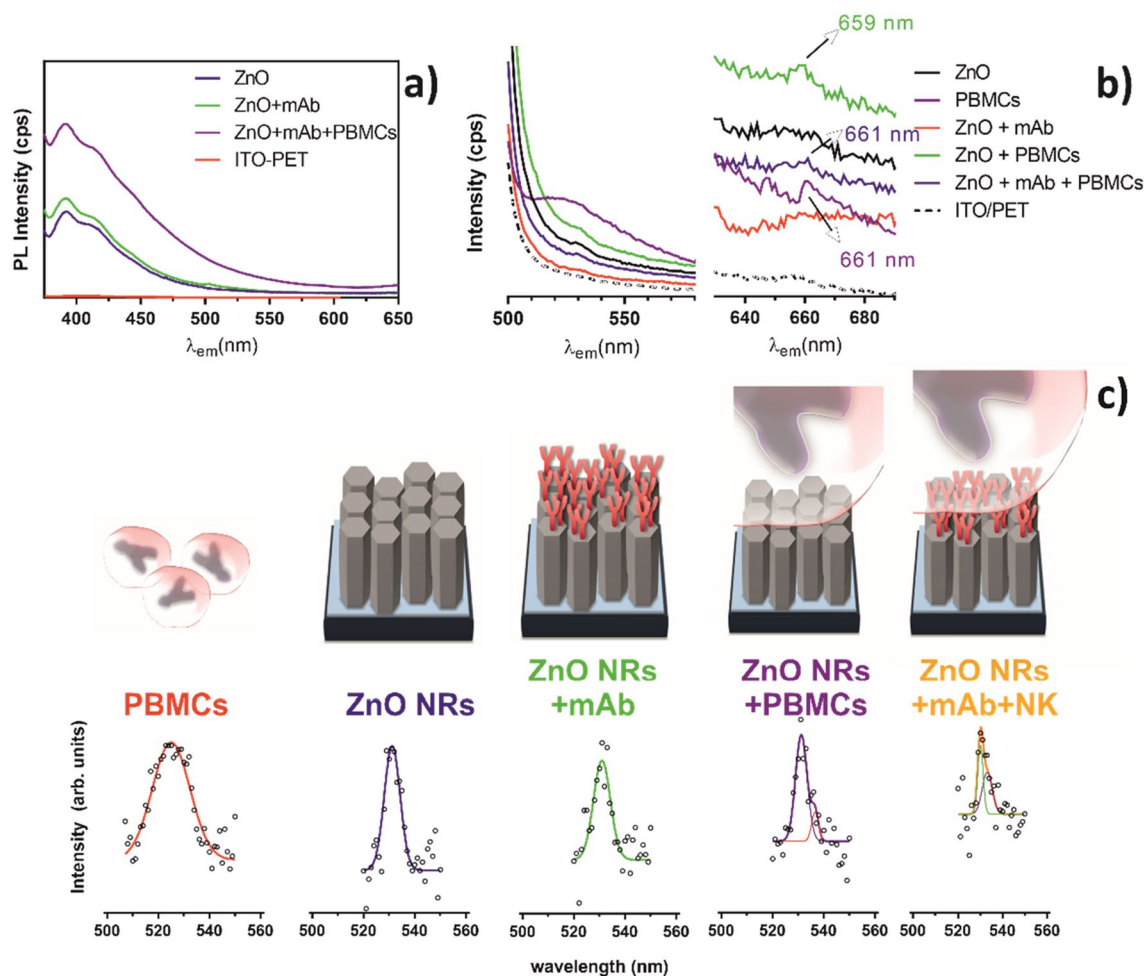 a)
PL Intensity (cps)
ZnO
ZnO+mAb
ZnO+mAb+PBMCs
ITO-PET
400 450 500 550 600 650
λem(nm)
b)
Intensity (cps)
500 550
λem(nm)
659 nm
661 nm
661 nm
640 660 680
λem(nm)
ZnO
PBMCs
ZnO + mAb
ZnO + PBMCs
ZnO + mAb + PBMCs
ITO/PET
c)
PBMCs
ZnO NRs
ZnO NRs
+mAb
ZnO NRs
+PBMCs
ZnO NRs
+mAb+NK
Intensity (arb. units)
500 520 540 560
500 520 540 560
500 520 540 560
500 520 540 560
500 520 540 560
wavelength (nm)